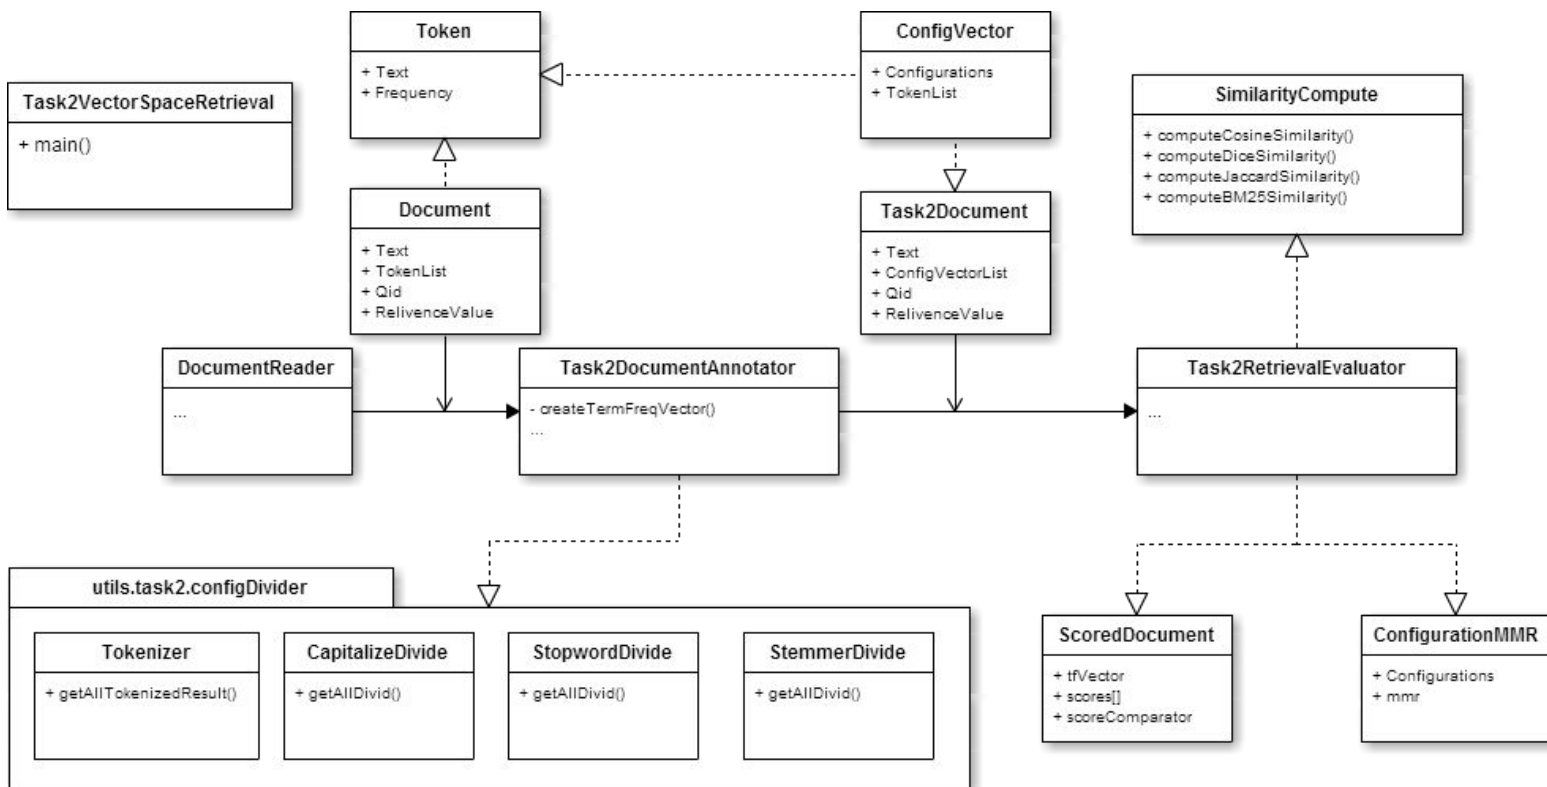 Token
+ Text
+ Frequency
ConfigVector
+ Configurations
+ TokenList
Task2VectorSpaceRetrieval
+ main()
SimilarityCompute
+ computeCosineSimilarity()
+ computeDiceSimilarity()
+ computeJaccardSimilarity()
+ computeBM25Similarity()
Document
+ Text
+ TokenList
+ Qid
+ RelivenceValue
Task2Document
+ Text
+ ConfigVectorList
+ Qid
+ RelivenceValue
DocumentReader
...
Task2DocumentAnnotator
- createTermFreqVector()
...
Task2RetrievalEvaluator
...
utils.task2.configDivider
Tokenizer
+ getAllTokenizedResult()
CapitalizeDivide
+ getAllDivid()
StopwordDivide
+ getAllDivid()
StemmerDivide
+ getAllDivid()
ScoredDocument
+ tfVector
+ scores[]
+ scoreComparator
ConfigurationMMR
+ Configurations
+ mmr